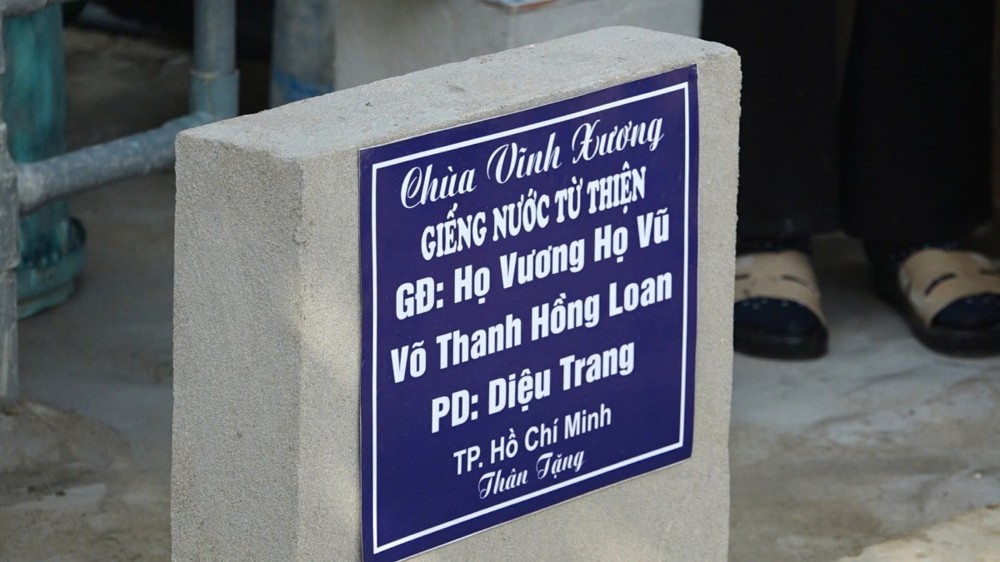 Chùa Vĩnh Xương
GIẾNG NƯỚC TỪ THIỆN
GĐ: Họ Vương Họ Vũ
Võ Thanh Hồng Loan
PD: Diệu Trang
TP. Hồ Chí Minh
Thân Tặng